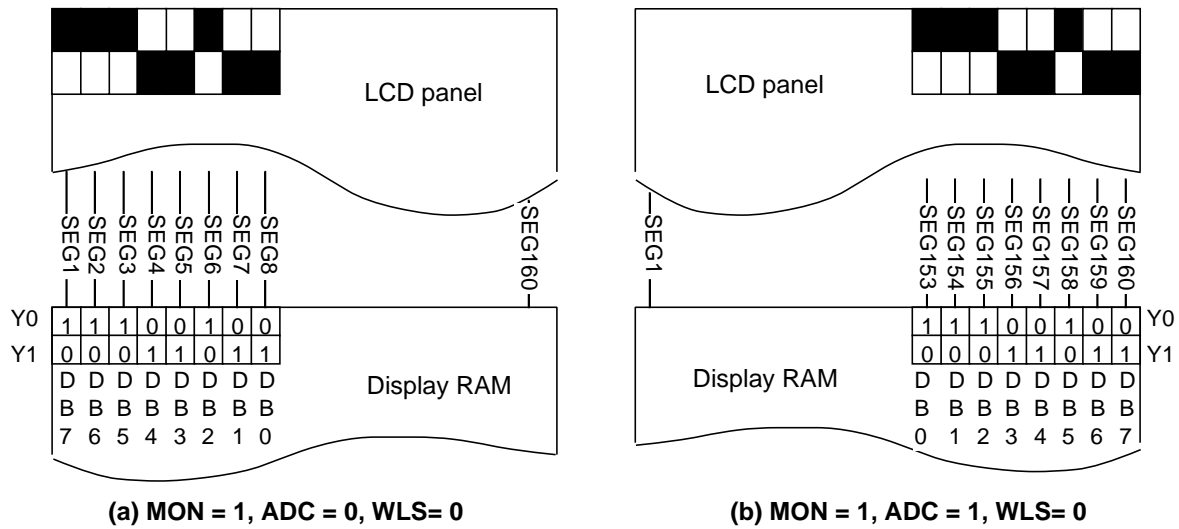 LCD panel
SEG1 SEG2 SEG3 SEG4 SEG5 SEG6 SEG7 SEG8 SEG160
Y0 1 1 1 0 0 1 0 0
Y1 0 0 0 1 1 0 1 1
D D D D D D D D
B B B B B B B B
7 6 5 4 3 2 1 0
Display RAM
(a) MON = 1, ADC = 0, WLS= 0
LCD panel
SEG1 SEG153 SEG154 SEG155 SEG156 SEG157 SEG158 SEG159 SEG160
1 1 1 0 0 1 0 0 Y0
0 0 0 1 1 0 1 1 Y1
D D D D D D D D
B B B B B B B B
0 1 2 3 4 5 6 7
Display RAM
(b) MON = 1, ADC = 1, WLS= 0